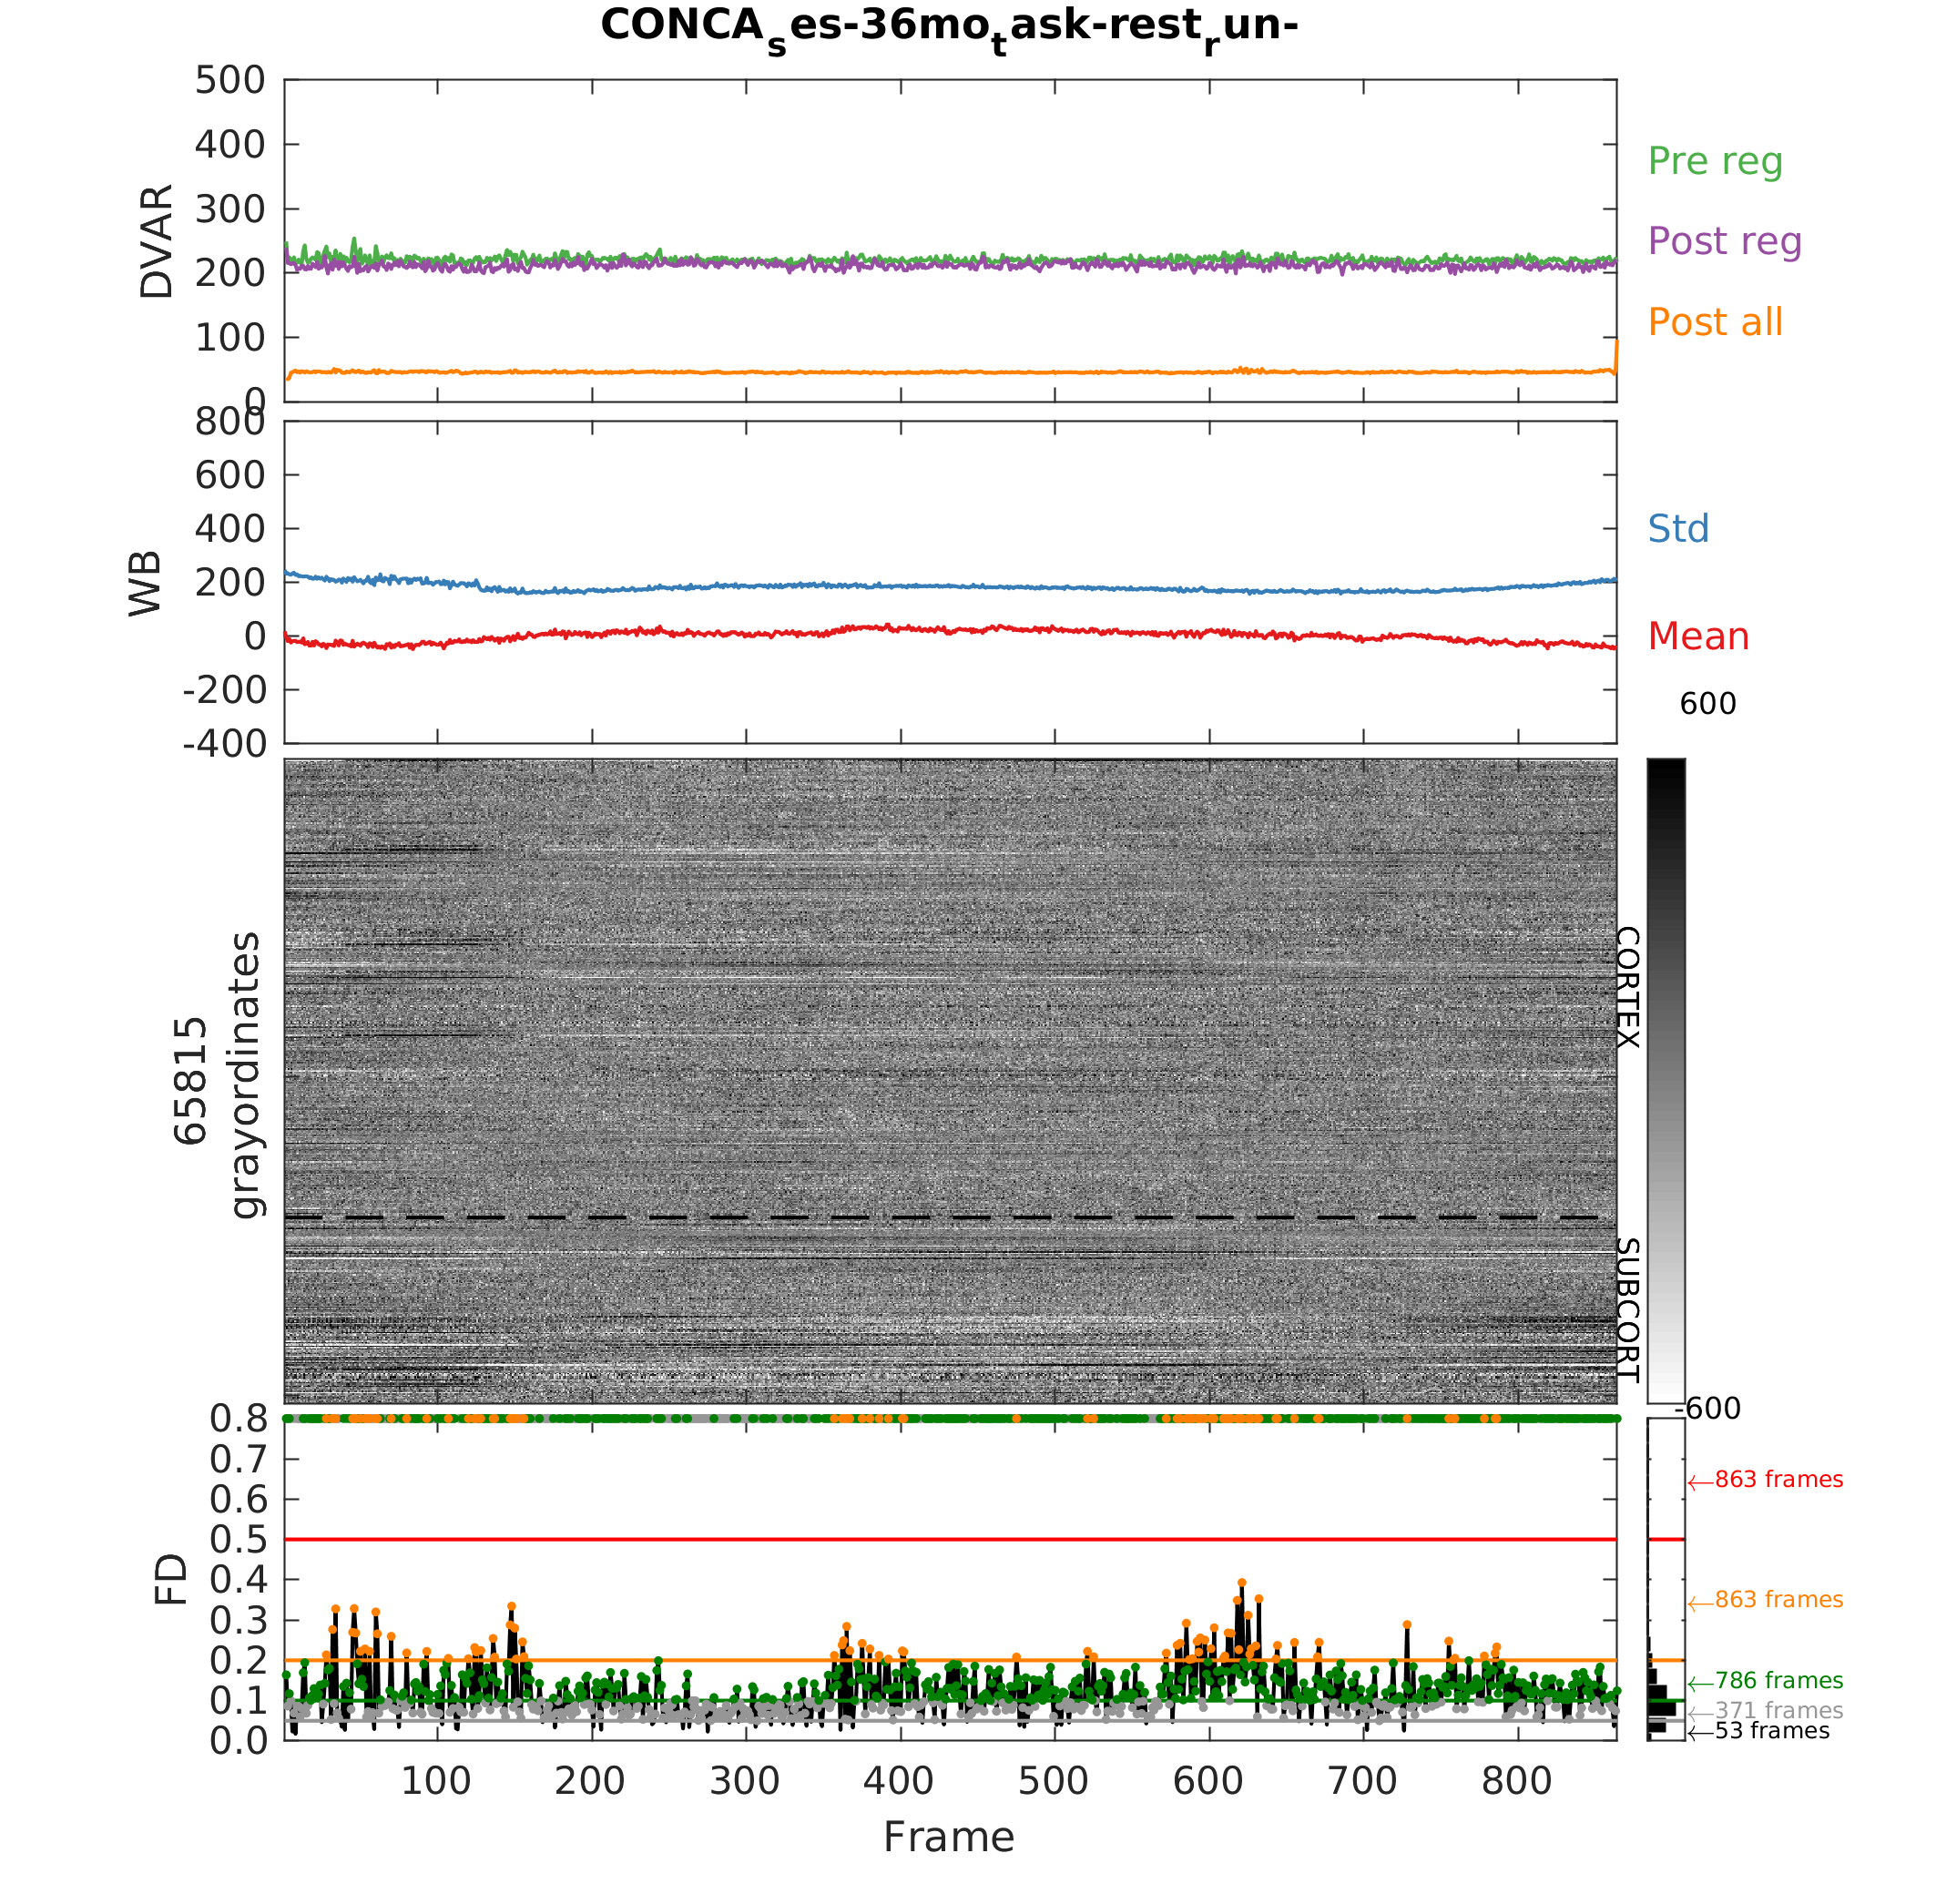 CONCAses-36motask-restrun-
500
400
300
200
100
0
DVAR
Pre reg
Post reg
Post all
800
600
400
200
0
-200
-400
WB
Std
Mean
600
65815
grayordinates
CORTEX
SUBCORT
-600
0.8
0.7
0.6
0.5
0.4
0.3
0.2
0.1
0.0
FD
←863 frames
←863 frames
←786 frames
←371 frames
←53 frames
100 200 300 400 500 600 700 800
Frame